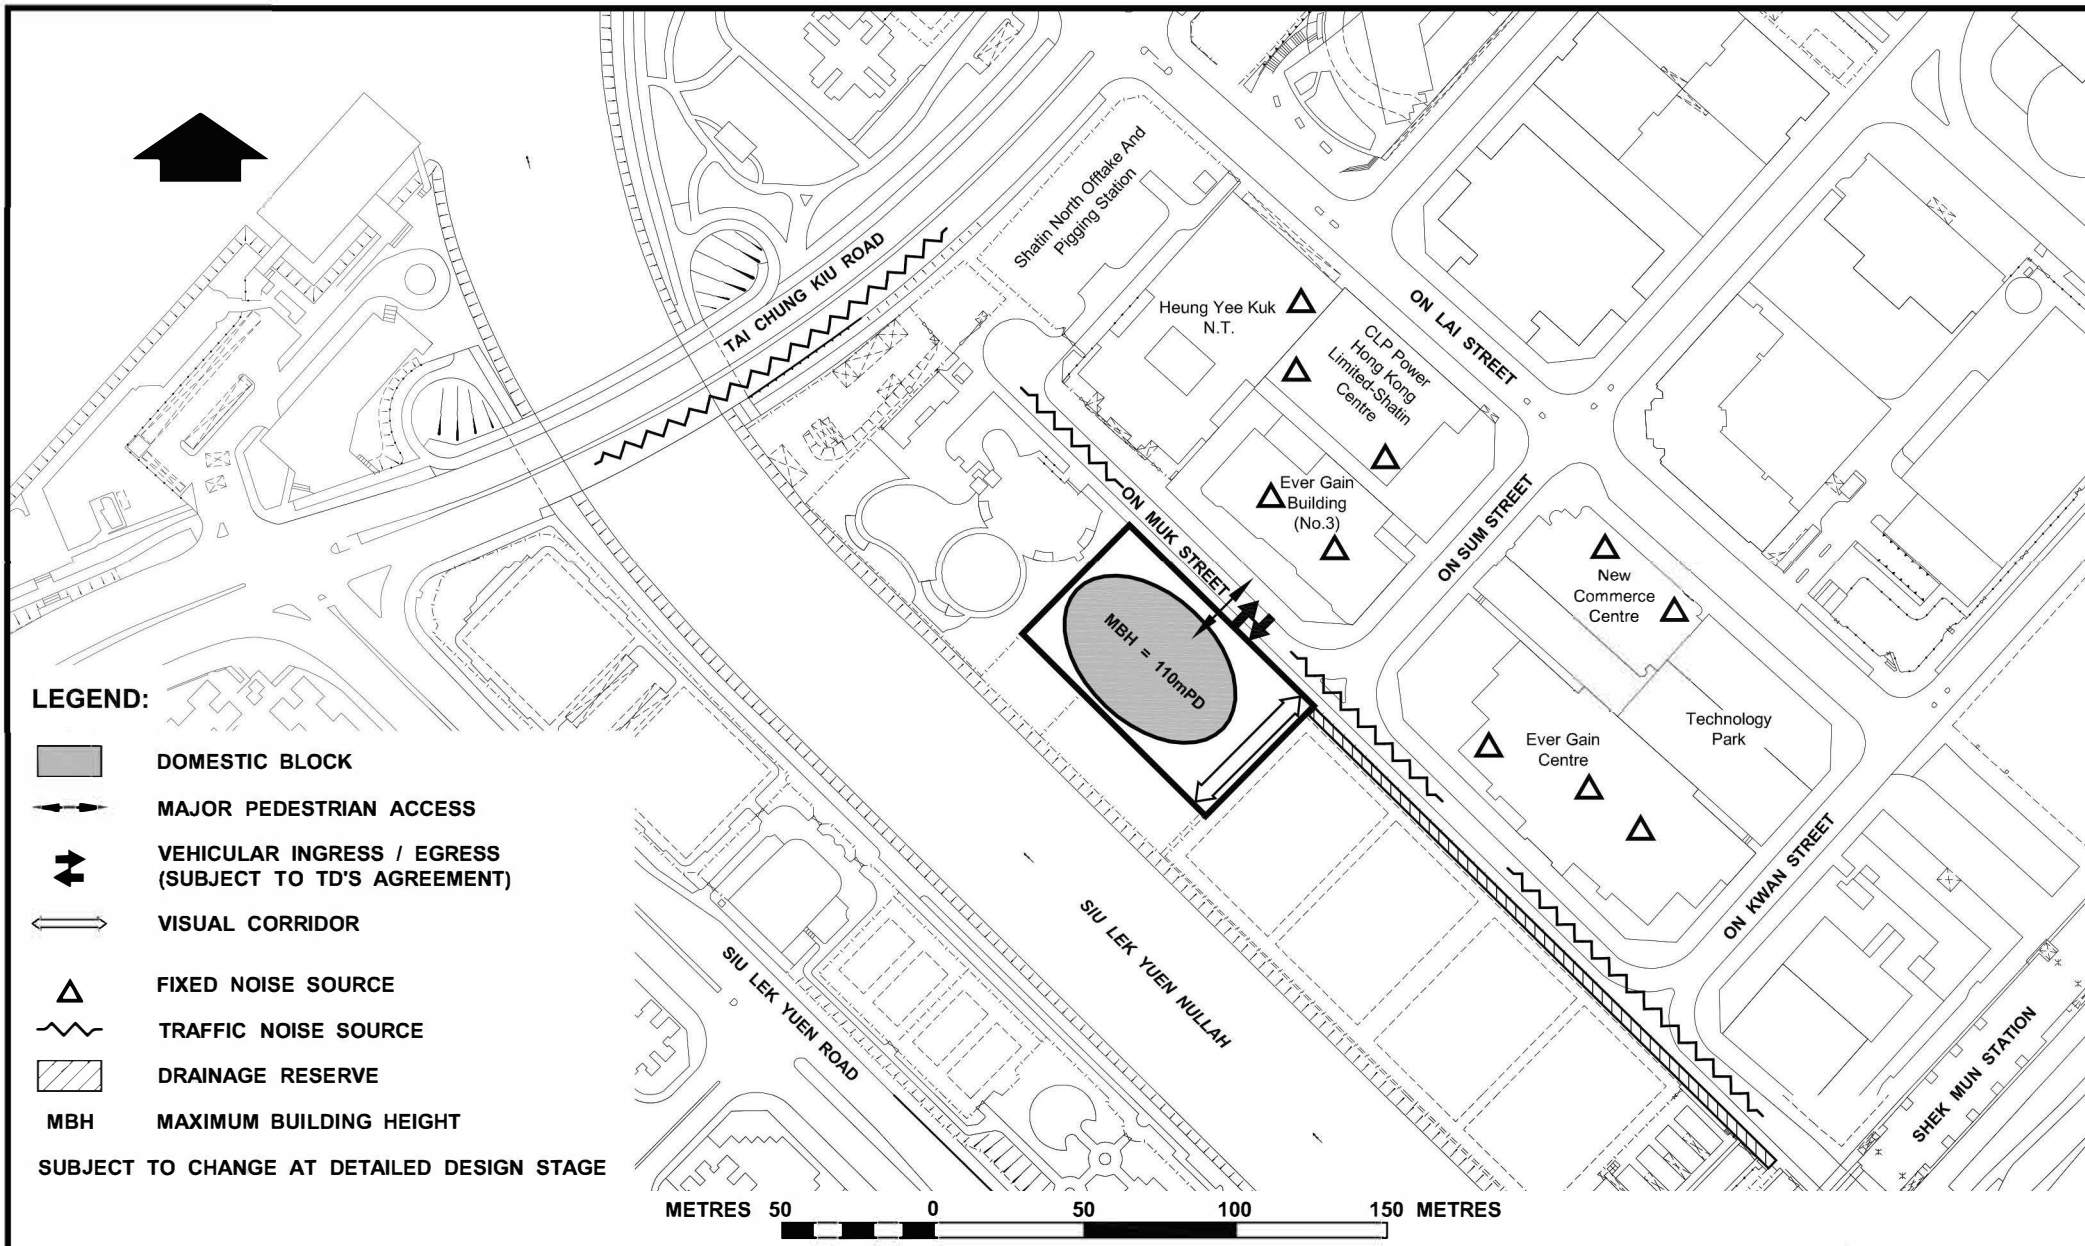 Shatin North Offtake And
Pigging Station
TAI CHUNG KIU ROAD
Heung Yee Kuk
N.T.
CLP Power
Hong Kong
Limited-Shatin
Centre
ON LAI STREET
ON MUK STREET
Ever Gain
Building
(No.3)
ON SUM STREET
New
Commerce
Centre
MBH = 110mPD
Technology
Park
Ever Gain
Centre
ON KWAN STREET
SIU LEK YUEN NULLAH
SIU LEK YUEN ROAD
SHEK MUN STATION
LEGEND:
DOMESTIC BLOCK
MAJOR PEDESTRIAN ACCESS
VEHICULAR INGRESS / EGRESS
(SUBJECT TO TD'S AGREEMENT)
VISUAL CORRIDOR
FIXED NOISE SOURCE
TRAFFIC NOISE SOURCE
DRAINAGE RESERVE
MBH MAXIMUM BUILDING HEIGHT
SUBJECT TO CHANGE AT DETAILED DESIGN STAGE
METRES 50 0 50 100 150 METRES